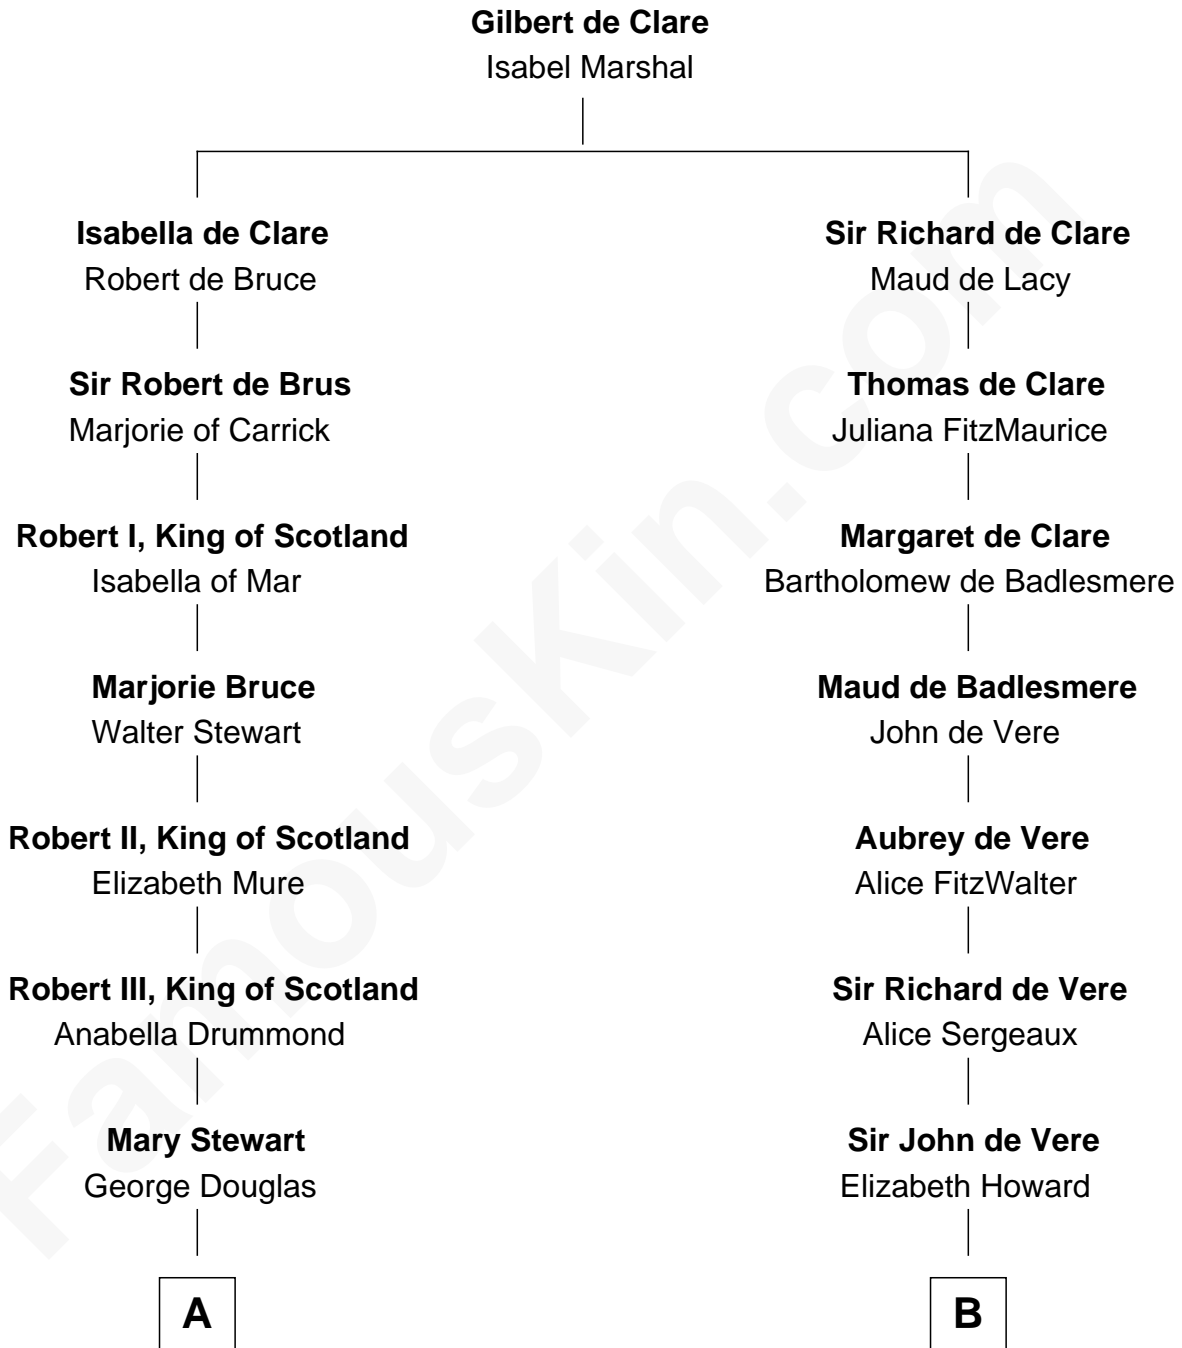 Gilbert de Clare
Isabel Marshal
Isabella de Clare
Robert de Bruce
Sir Richard de Clare
Maud de Lacy
Sir Robert de Brus
Marjorie of Carrick
Thomas de Clare
Juliana FitzMaurice
Robert I, King of Scotland
Isabella of Mar
Margaret de Clare
Bartholomew de Badlesmere
Marjorie Bruce
Walter Stewart
Maud de Badlesmere
John de Vere
Robert II, King of Scotland
Elizabeth Mure
Aubrey de Vere
Alice FitzWalter
Robert III, King of Scotland
Anabella Drummond
Sir Richard de Vere
Alice Sergeaux
Mary Stewart
George Douglas
Sir John de Vere
Elizabeth Howard
A
B
FamousKin.com